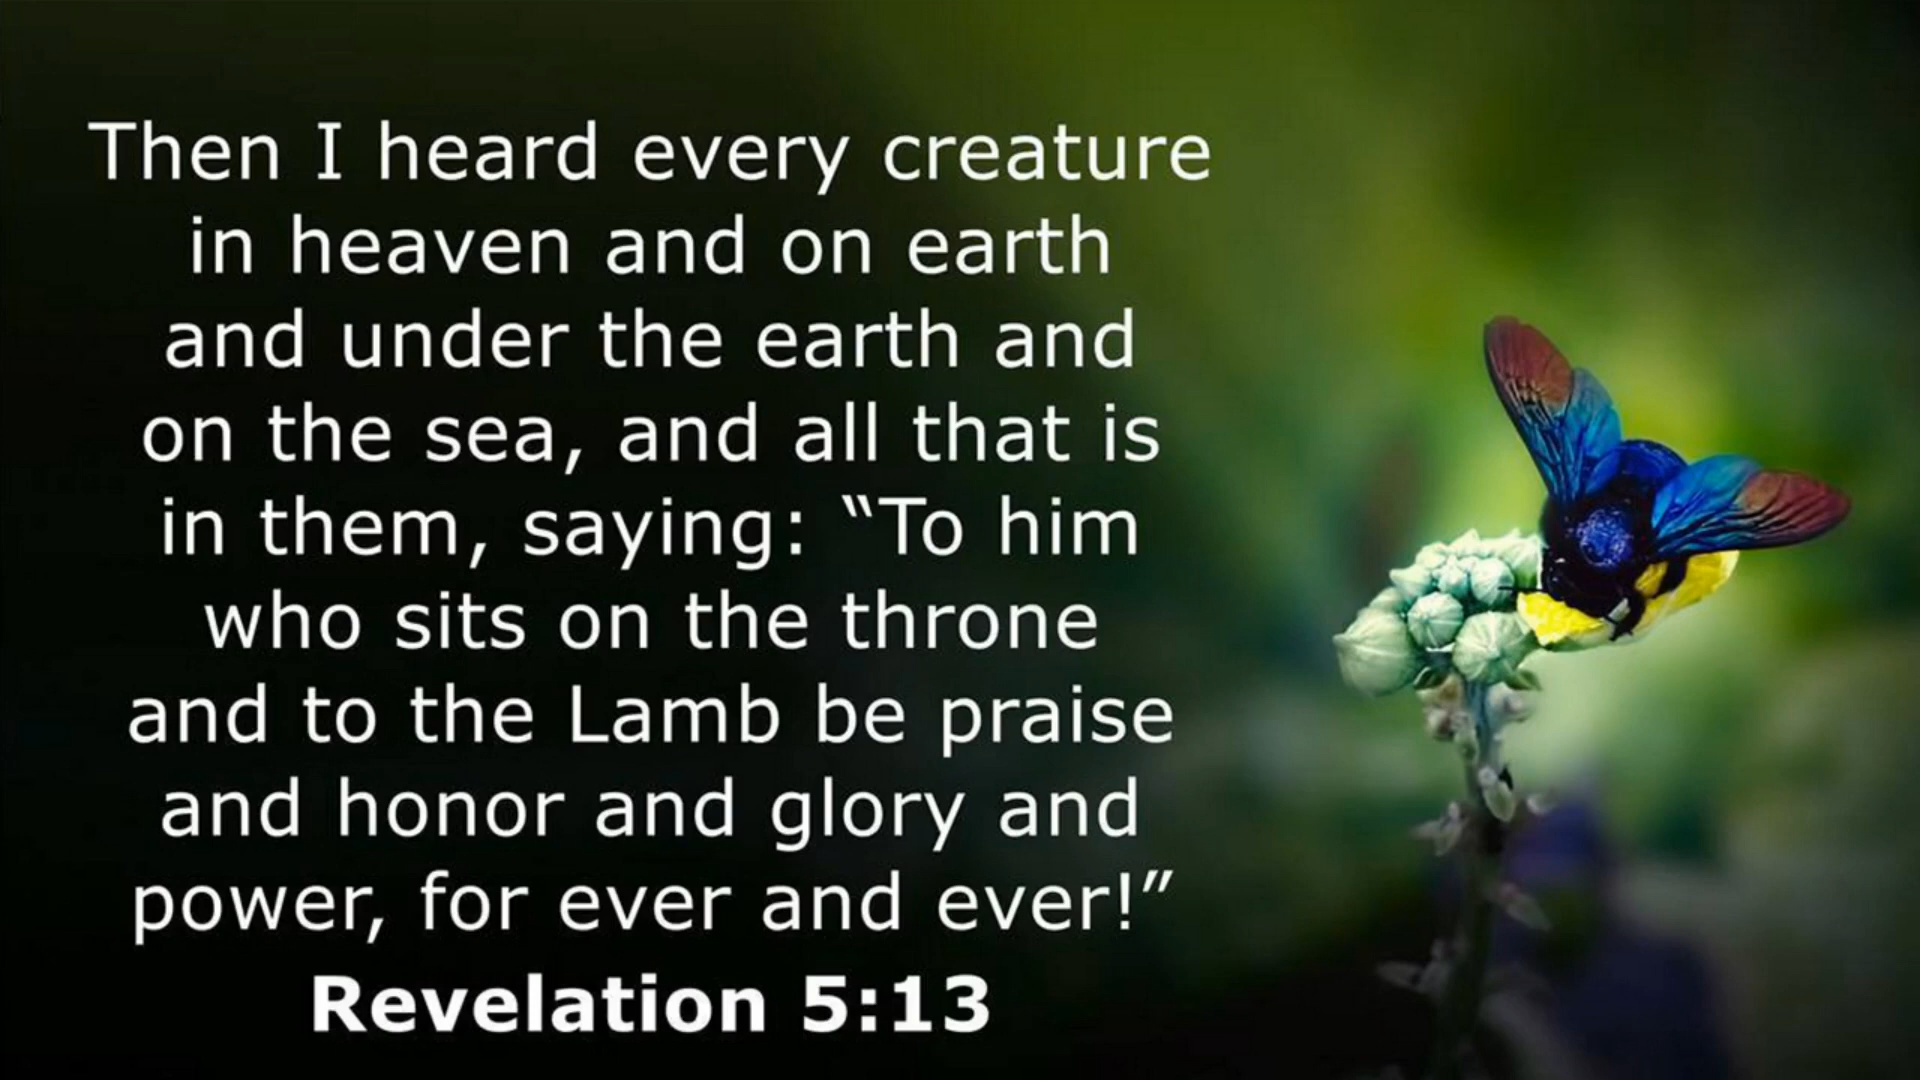 Then I heard every creature
in heaven and on earth
and under the earth and
on the sea, and all that is
in them, saying: “To him
who sits on the throne
and to the Lamb be praise
and honor and glory and
power, for ever and ever!”
Revelation 5:13